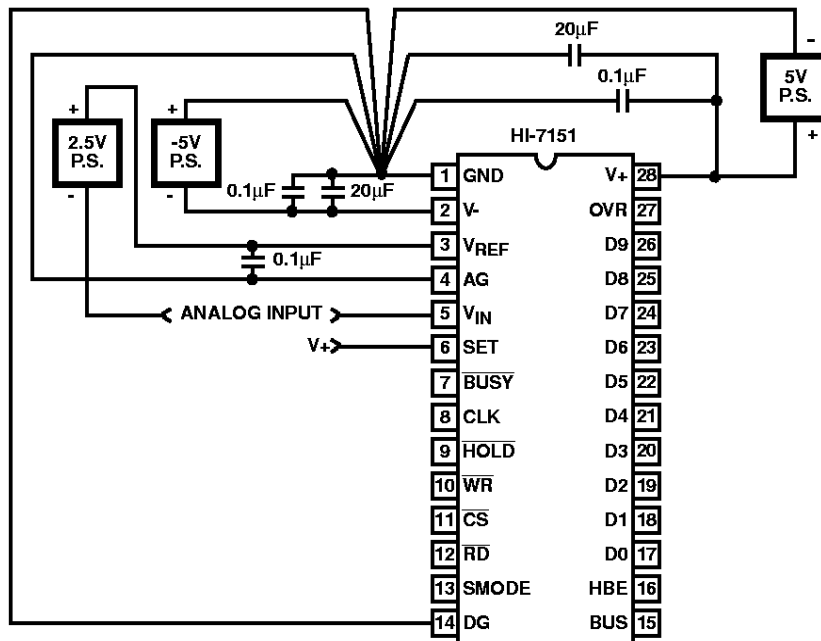 20μF
-
0.1μF
5V
P.S.
+
+
2.5V
P.S.
-
+
-5V
P.S.
-
0.1μF
20μF
0.1μF
ANALOG INPUT
V+
HI-7151
1 GND V+ 28
2 V- OVR 27
3 VREF D9 26
4 AG D8 25
5 VIN D7 24
6 SET D6 23
7 BUSY D5 22
8 CLK D4 21
9 HOLD D3 20
10 WR D2 19
11 CS D1 18
12 RD D0 17
13 SMODE HBE 16
14 DG BUS 15